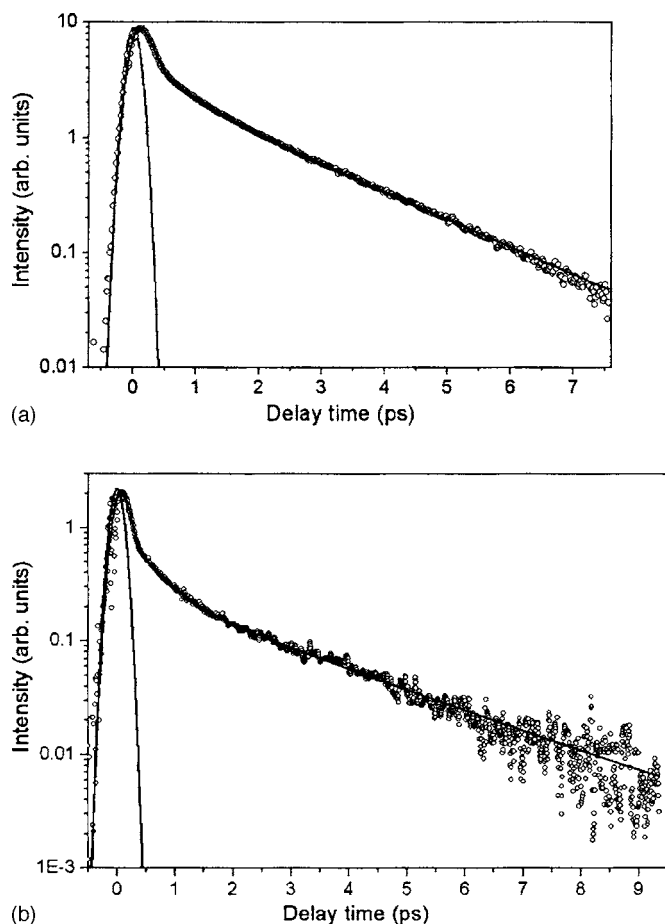 10
1
0.1
0.01
Intensity (arb. units)
0 1 2 3 4 5 6 7
Delay time (ps)
(a)
1
0.1
0.01
1E-3
Intensity (arb. units)
0 1 2 3 4 5 6 7 8 9
Delay time (ps)
(b)